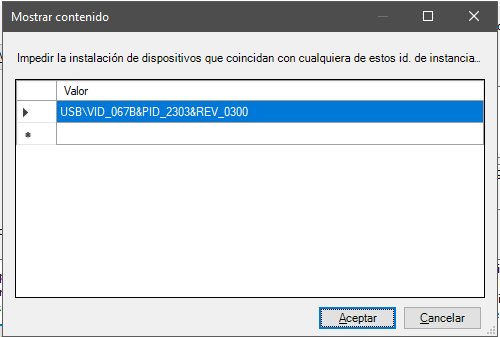 Mostrar contenido
Impedir la instalación de dispositivos que coincidan con cualquiera de estos id. de instancia...
Valor
USB\VID_067B&PID_2303&REV_0300
Aceptar
Cancelar